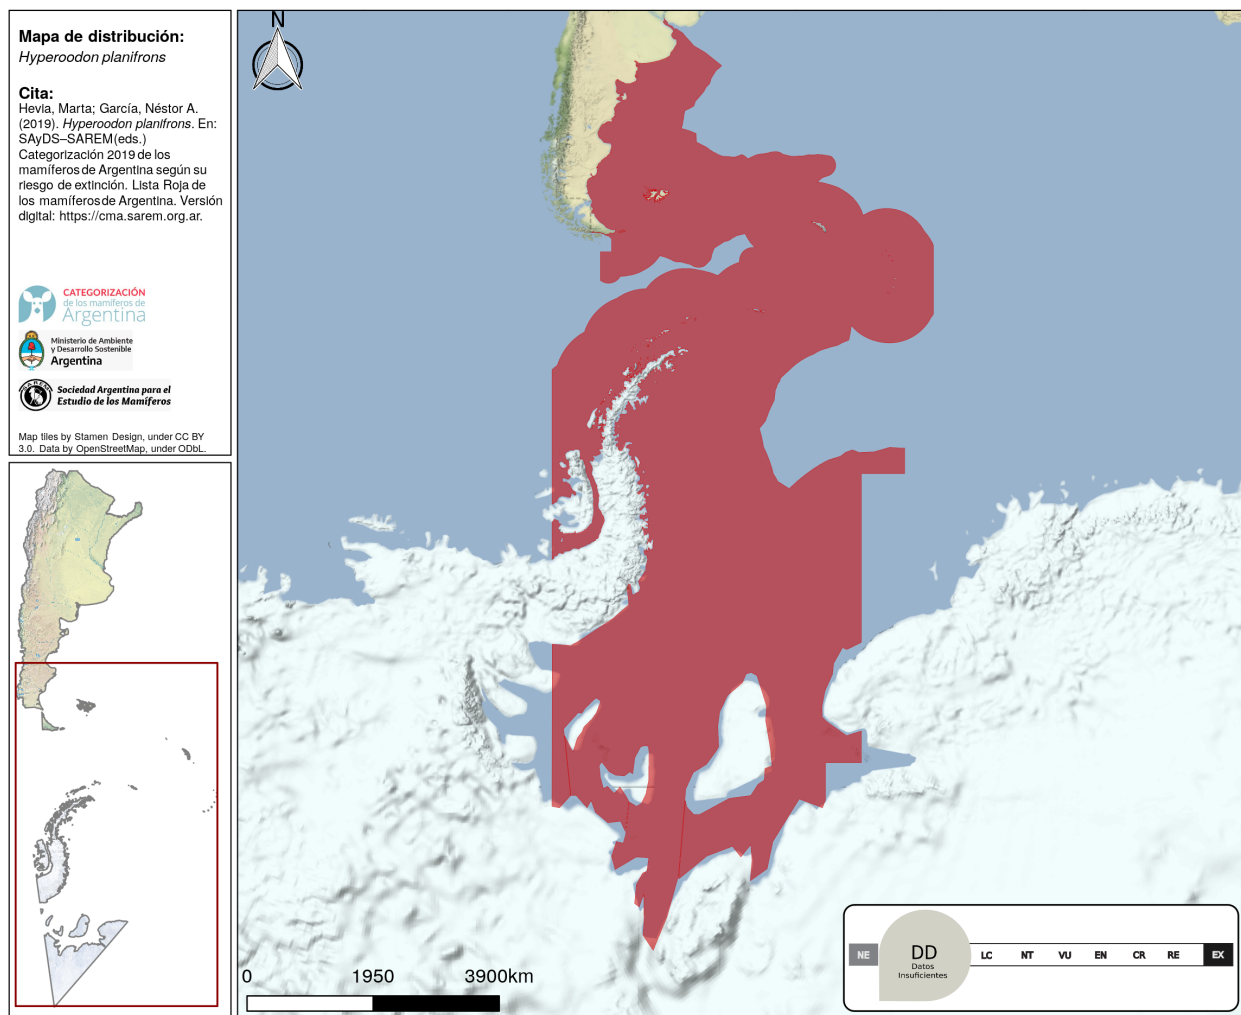 Mapa de distribución:
Hyperoodon planifrons
Cita:
Hevia, Marta; García, Néstor A.
(2019). Hyperoodon planifrons. En:
SAyDS–SAREM(eds.)
Categorización 2019 de los
mamíferos de Argentina según su
riesgo de extinción. Lista Roja de
los mamíferos de Argentina. Versión
digital: https://cma.sarem.org.ar.
CATEGORIZACIÓN
de los mamíferos de
Argentina
Ministerio de Ambiente
y Desarrollo Sostenible
Argentina
SAREM
Sociedad Argentina para el
Estudio de los Mamíferos
Map tiles by Stamen Design, under CC BY
3.0. Data by OpenStreetMap, under ODbL.
N
0 1950 3900km
NE DD LC NT VU EN CR RE EX
Datos
Insuficientes